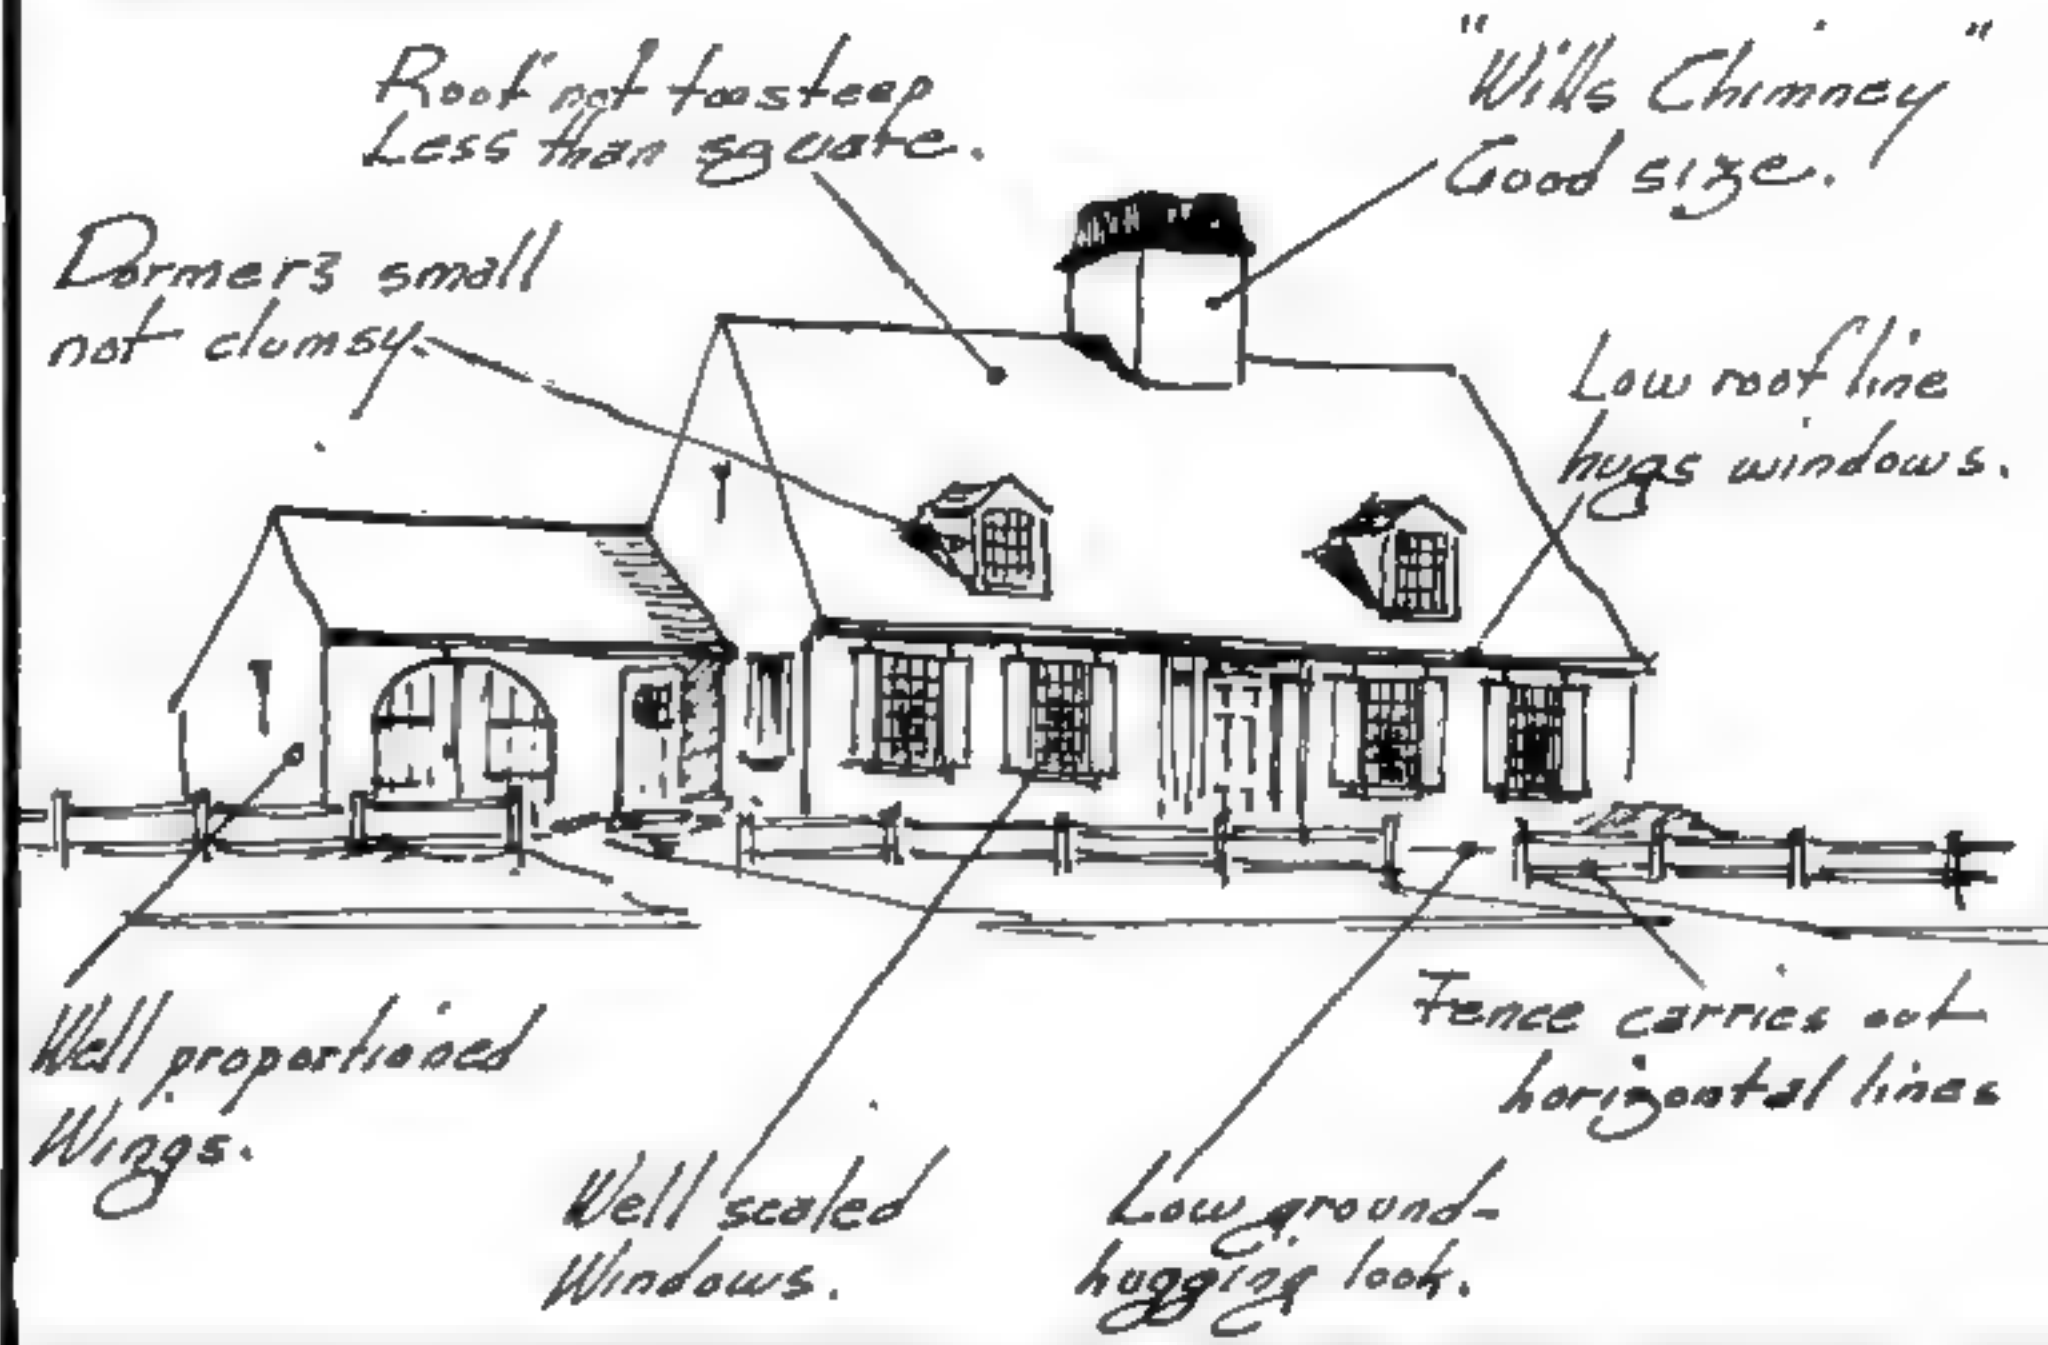 Roof not too steep
Less than square.
"Wills Chimney"
Good size.
Dormers small
not clumsy.
Low roof line
hugs windows.
Well proportioned
Wings.
Well scaled
Windows.
Low ground-
hugging look.
Fence carries out
horizontal lines